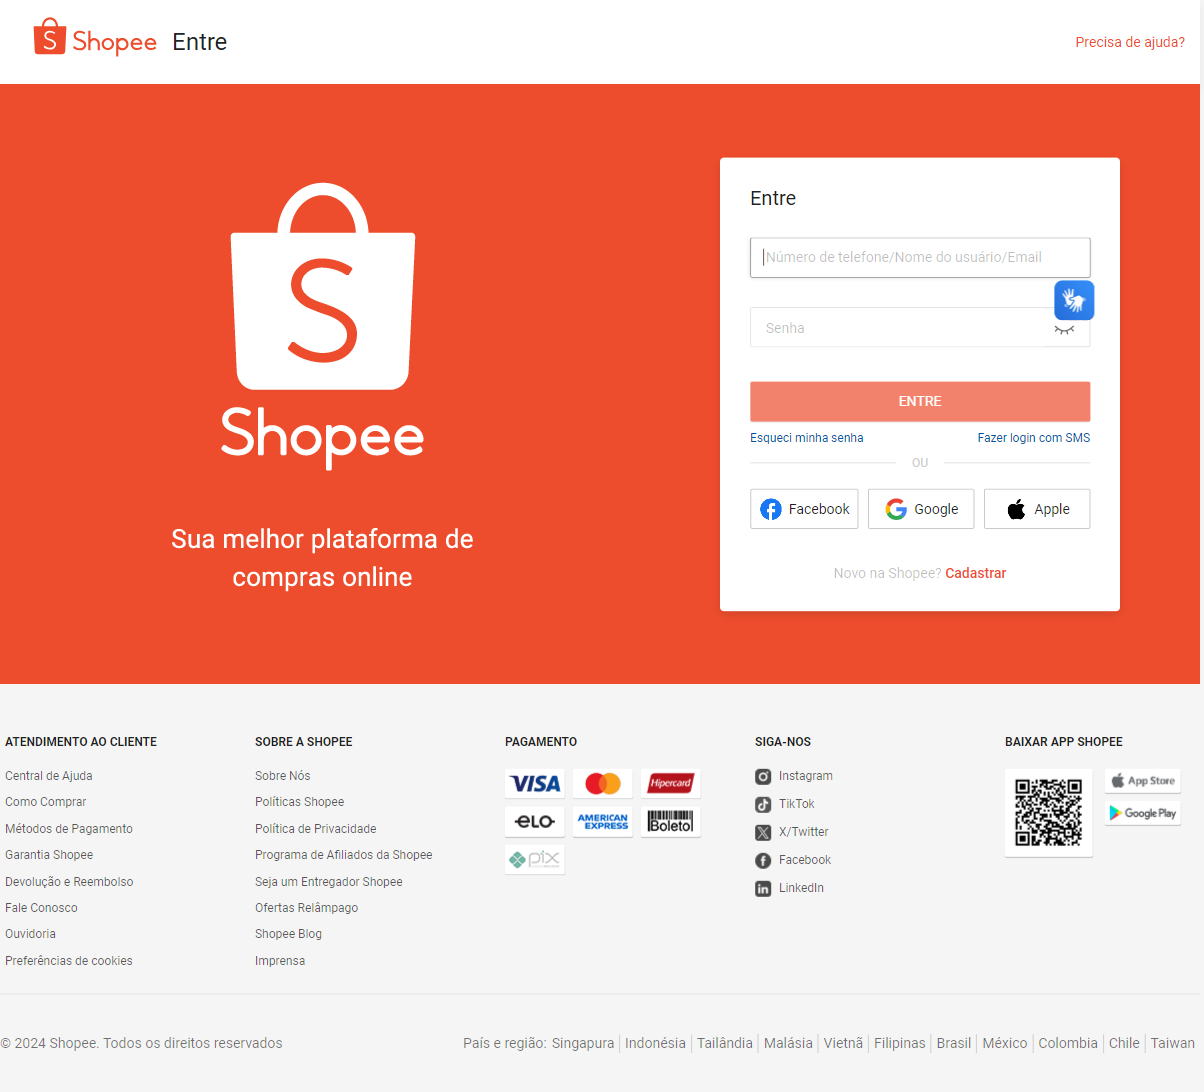 Shopee Entre
Precisa de ajuda?
S
Shopee
Sua melhor plataforma de
compras online
Entre
Número de telefone/Nome do usuário/Email
Senha
ENTRE
Esqueci minha senha
Fazer login com SMS
OU
Facebook
Google
Apple
Novo na Shopee? Cadastrar
ATENDIMENTO AO CLIENTE
Central de Ajuda
Como Comprar
Métodos de Pagamento
Garantia Shopee
Devolução e Reembolso
Fale Conosco
Ouvidoria
Preferências de cookies
SOBRE A SHOPEE
Sobre Nós
Políticas Shopee
Política de Privacidade
Programa de Afiliados da Shopee
Seja um Entregador Shopee
Ofertas Relâmpago
Shopee Blog
Imprensa
PAGAMENTO
VISA
Hipercard
elo
AMERICAN
EXPRESS
Boleto
pix
SIGA-NOS
Instagram
TikTok
X/Twitter
Facebook
LinkedIn
BAIXAR APP SHOPEE
App Store
Google Play
© 2024 Shopee. Todos os direitos reservados
País e região: Singapura | Indonésia | Tailândia | Malásia | Vietnã | Filipinas | Brasil | México | Colombia | Chile | Taiwan